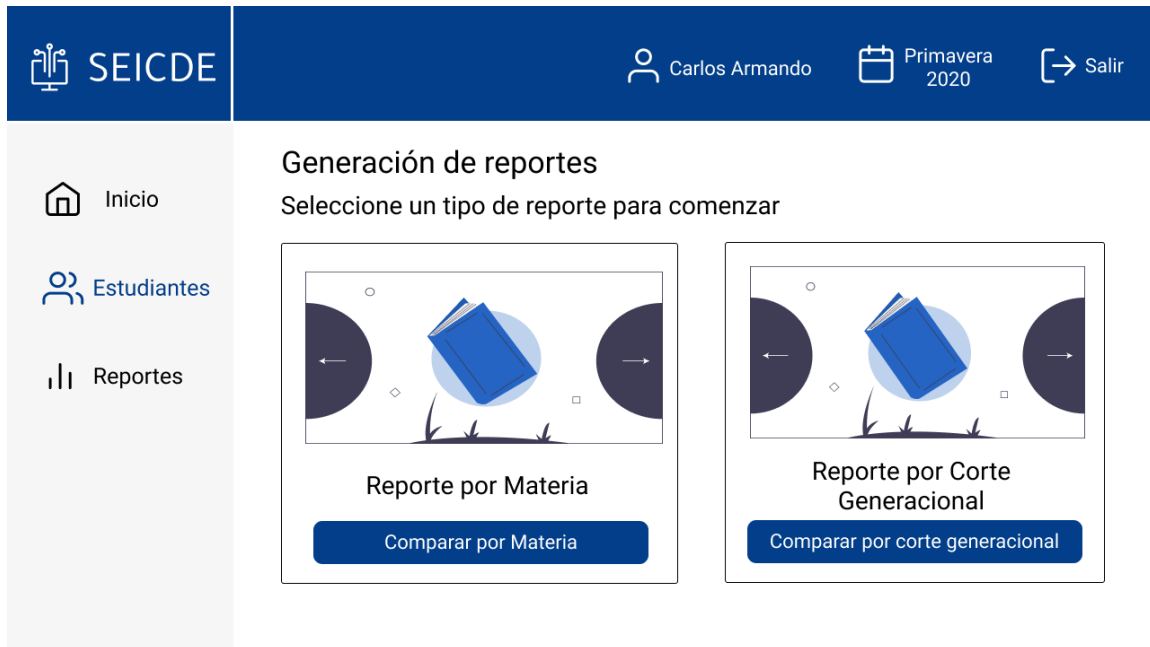 SEICDE
Carlos Armando
Primavera
2020
Salir
Inicio
Estudiantes
Reportes
Generación de reportes
Seleccione un tipo de reporte para comenzar
Reporte por Materia
Comparar por Materia
Reporte por Corte
Generacional
Comparar por corte generacional